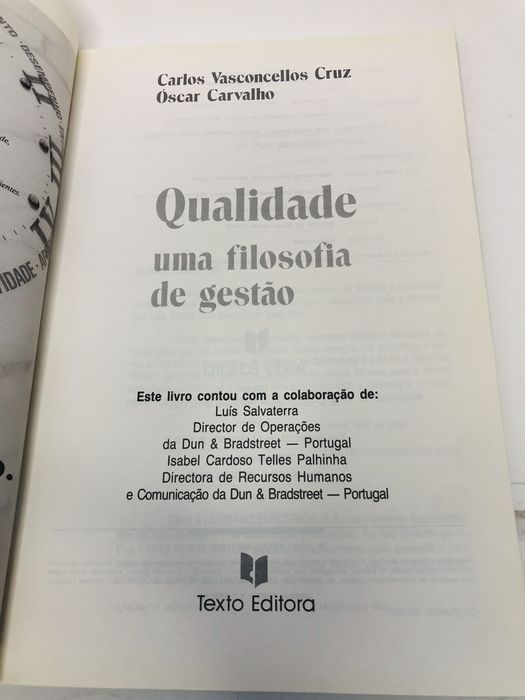 Carlos Vasconcellos Cruz
Óscar Carvalho
Qualidade
uma filosofia
de gestão
Este livro contou com a colaboração de:
Luís Salvaterra
Director de Operações
da Dun & Bradstreet — Portugal
Isabel Cardoso Telles Palhinha
Directora de Recursos Humanos
e Comunicação da Dun & Bradstreet — Portugal
Texto Editora